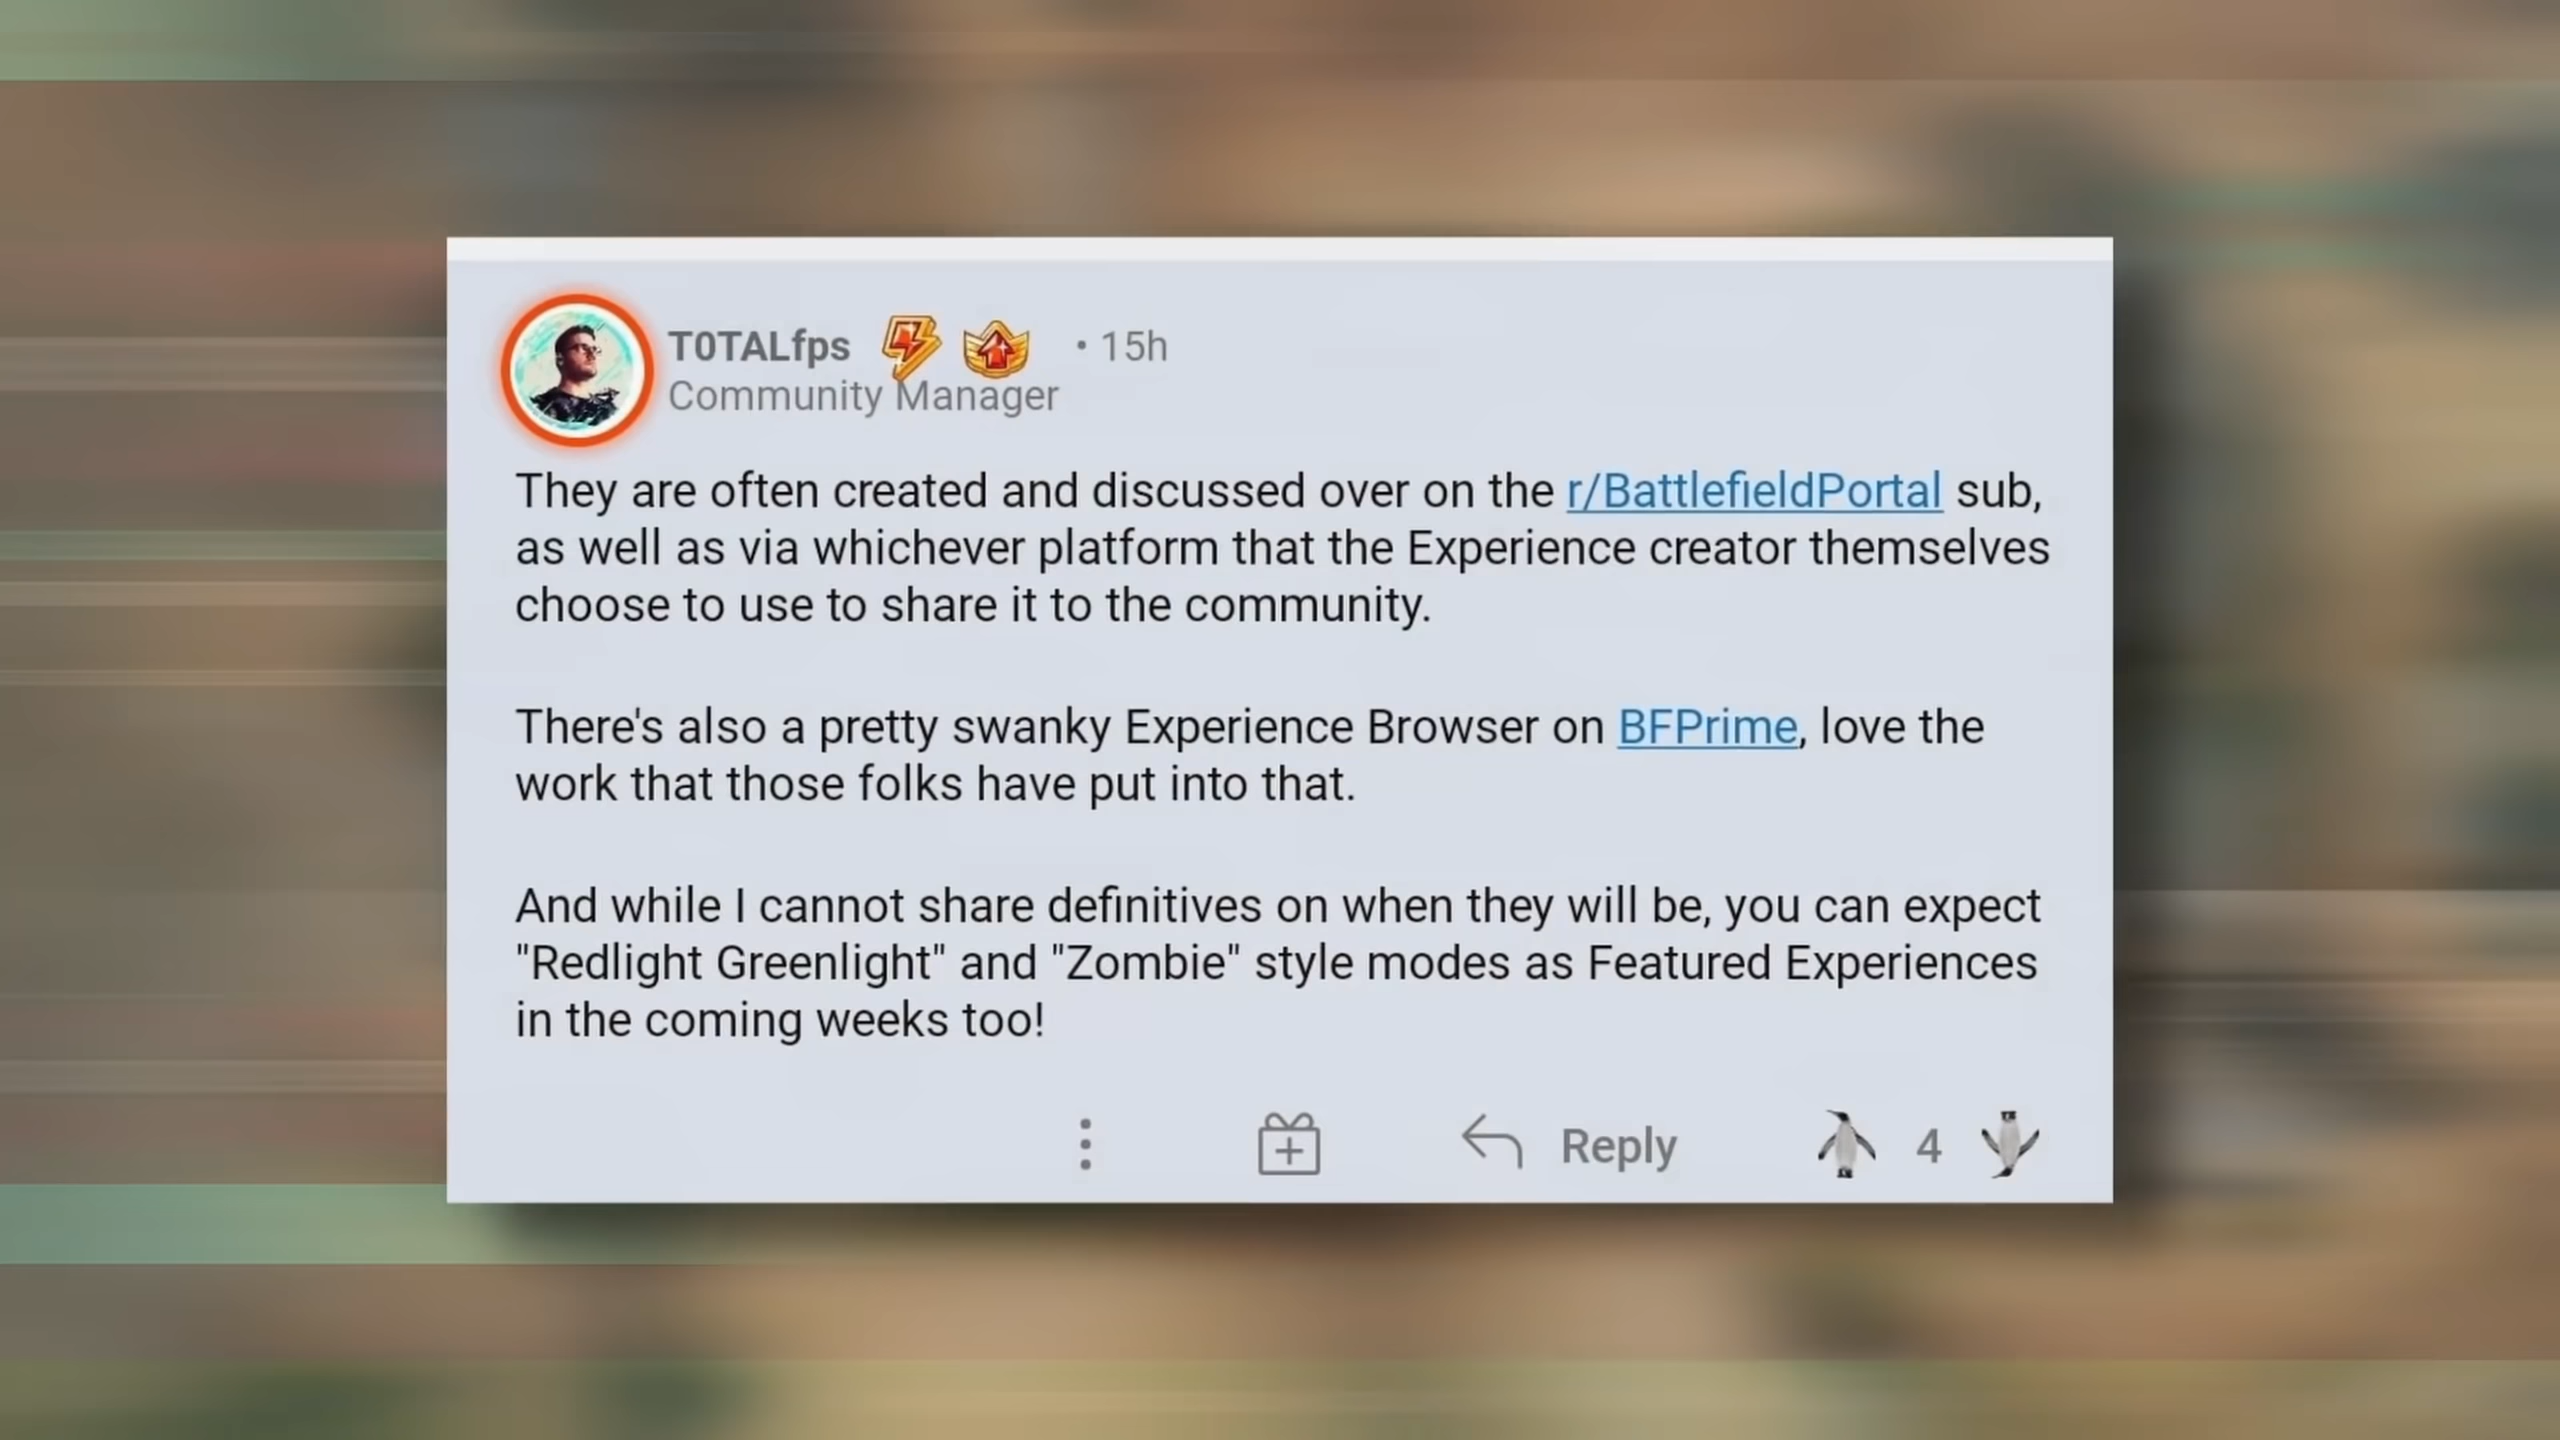 T0TALfps • 15h
Community Manager
They are often created and discussed over on the r/BattlefieldPortal sub,
as well as via whichever platform that the Experience creator themselves
choose to use to share it to the community.
There's also a pretty swanky Experience Browser on BFPrime, love the
work that those folks have put into that.
And while I cannot share definitives on when they will be, you can expect
"Redlight Greenlight" and "Zombie" style modes as Featured Experiences
in the coming weeks too!
Reply 4